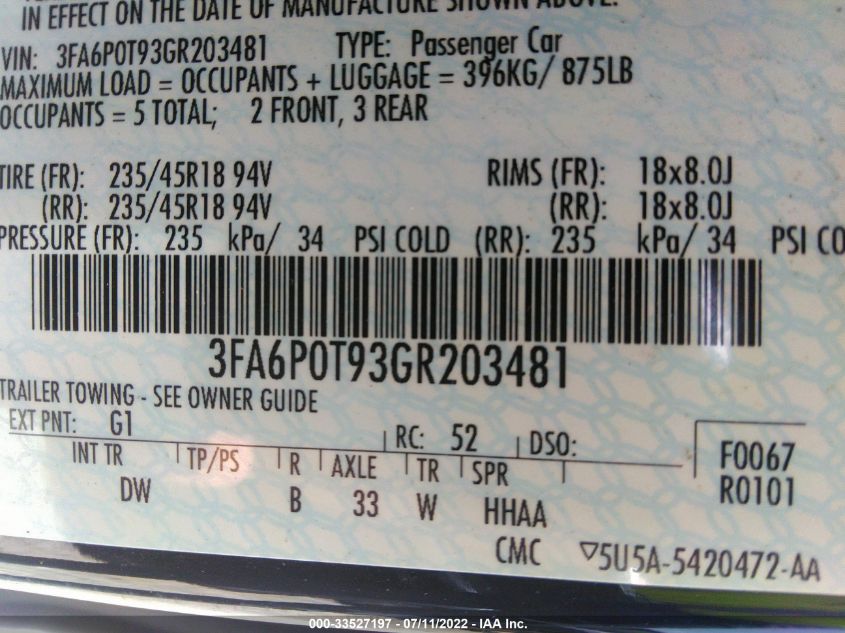 IN EFFECT ON THE DATE OF MANUFACTURE SHOWN ABOVE.
VIN: 3FA6P0T93GR203481 TYPE: Passenger Car
MAXIMUM LOAD = OCCUPANTS + LUGGAGE = 396KG/ 875LB
OCCUPANTS = 5 TOTAL; 2 FRONT, 3 REAR
TIRE (FR): 235/45R18 94V RIMS (FR): 18x8.0J
(RR): 235/45R18 94V (RR): 18x8.0J
PRESSURE (FR): 235 kPa/ 34 PSI COLD (RR): 235 kPa/ 34 PSI CO
3FA6P0T93GR203481
TRAILER TOWING - SEE OWNER GUIDE
EXT PNT: G1 RC: 52 DSO:
INT TR TP/PS R AXLE TR SPR F0067
DW B 33 W HHAA R0101
CMC ▽5U5A-5420472-AA
000-33527197 - 07/11/2022 - IAA Inc.